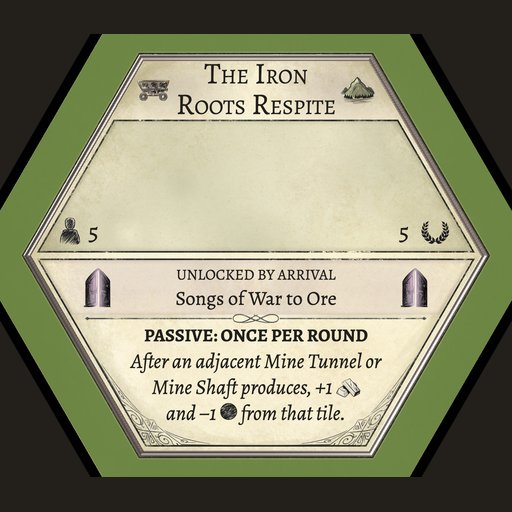 The Iron
Roots Respite
5 5
UNLOCKED BY ARRIVAL
Songs of War to Ore
PASSIVE: ONCE PER ROUND
After an adjacent Mine Tunnel or
Mine Shaft produces, +1
and –1 from that tile.